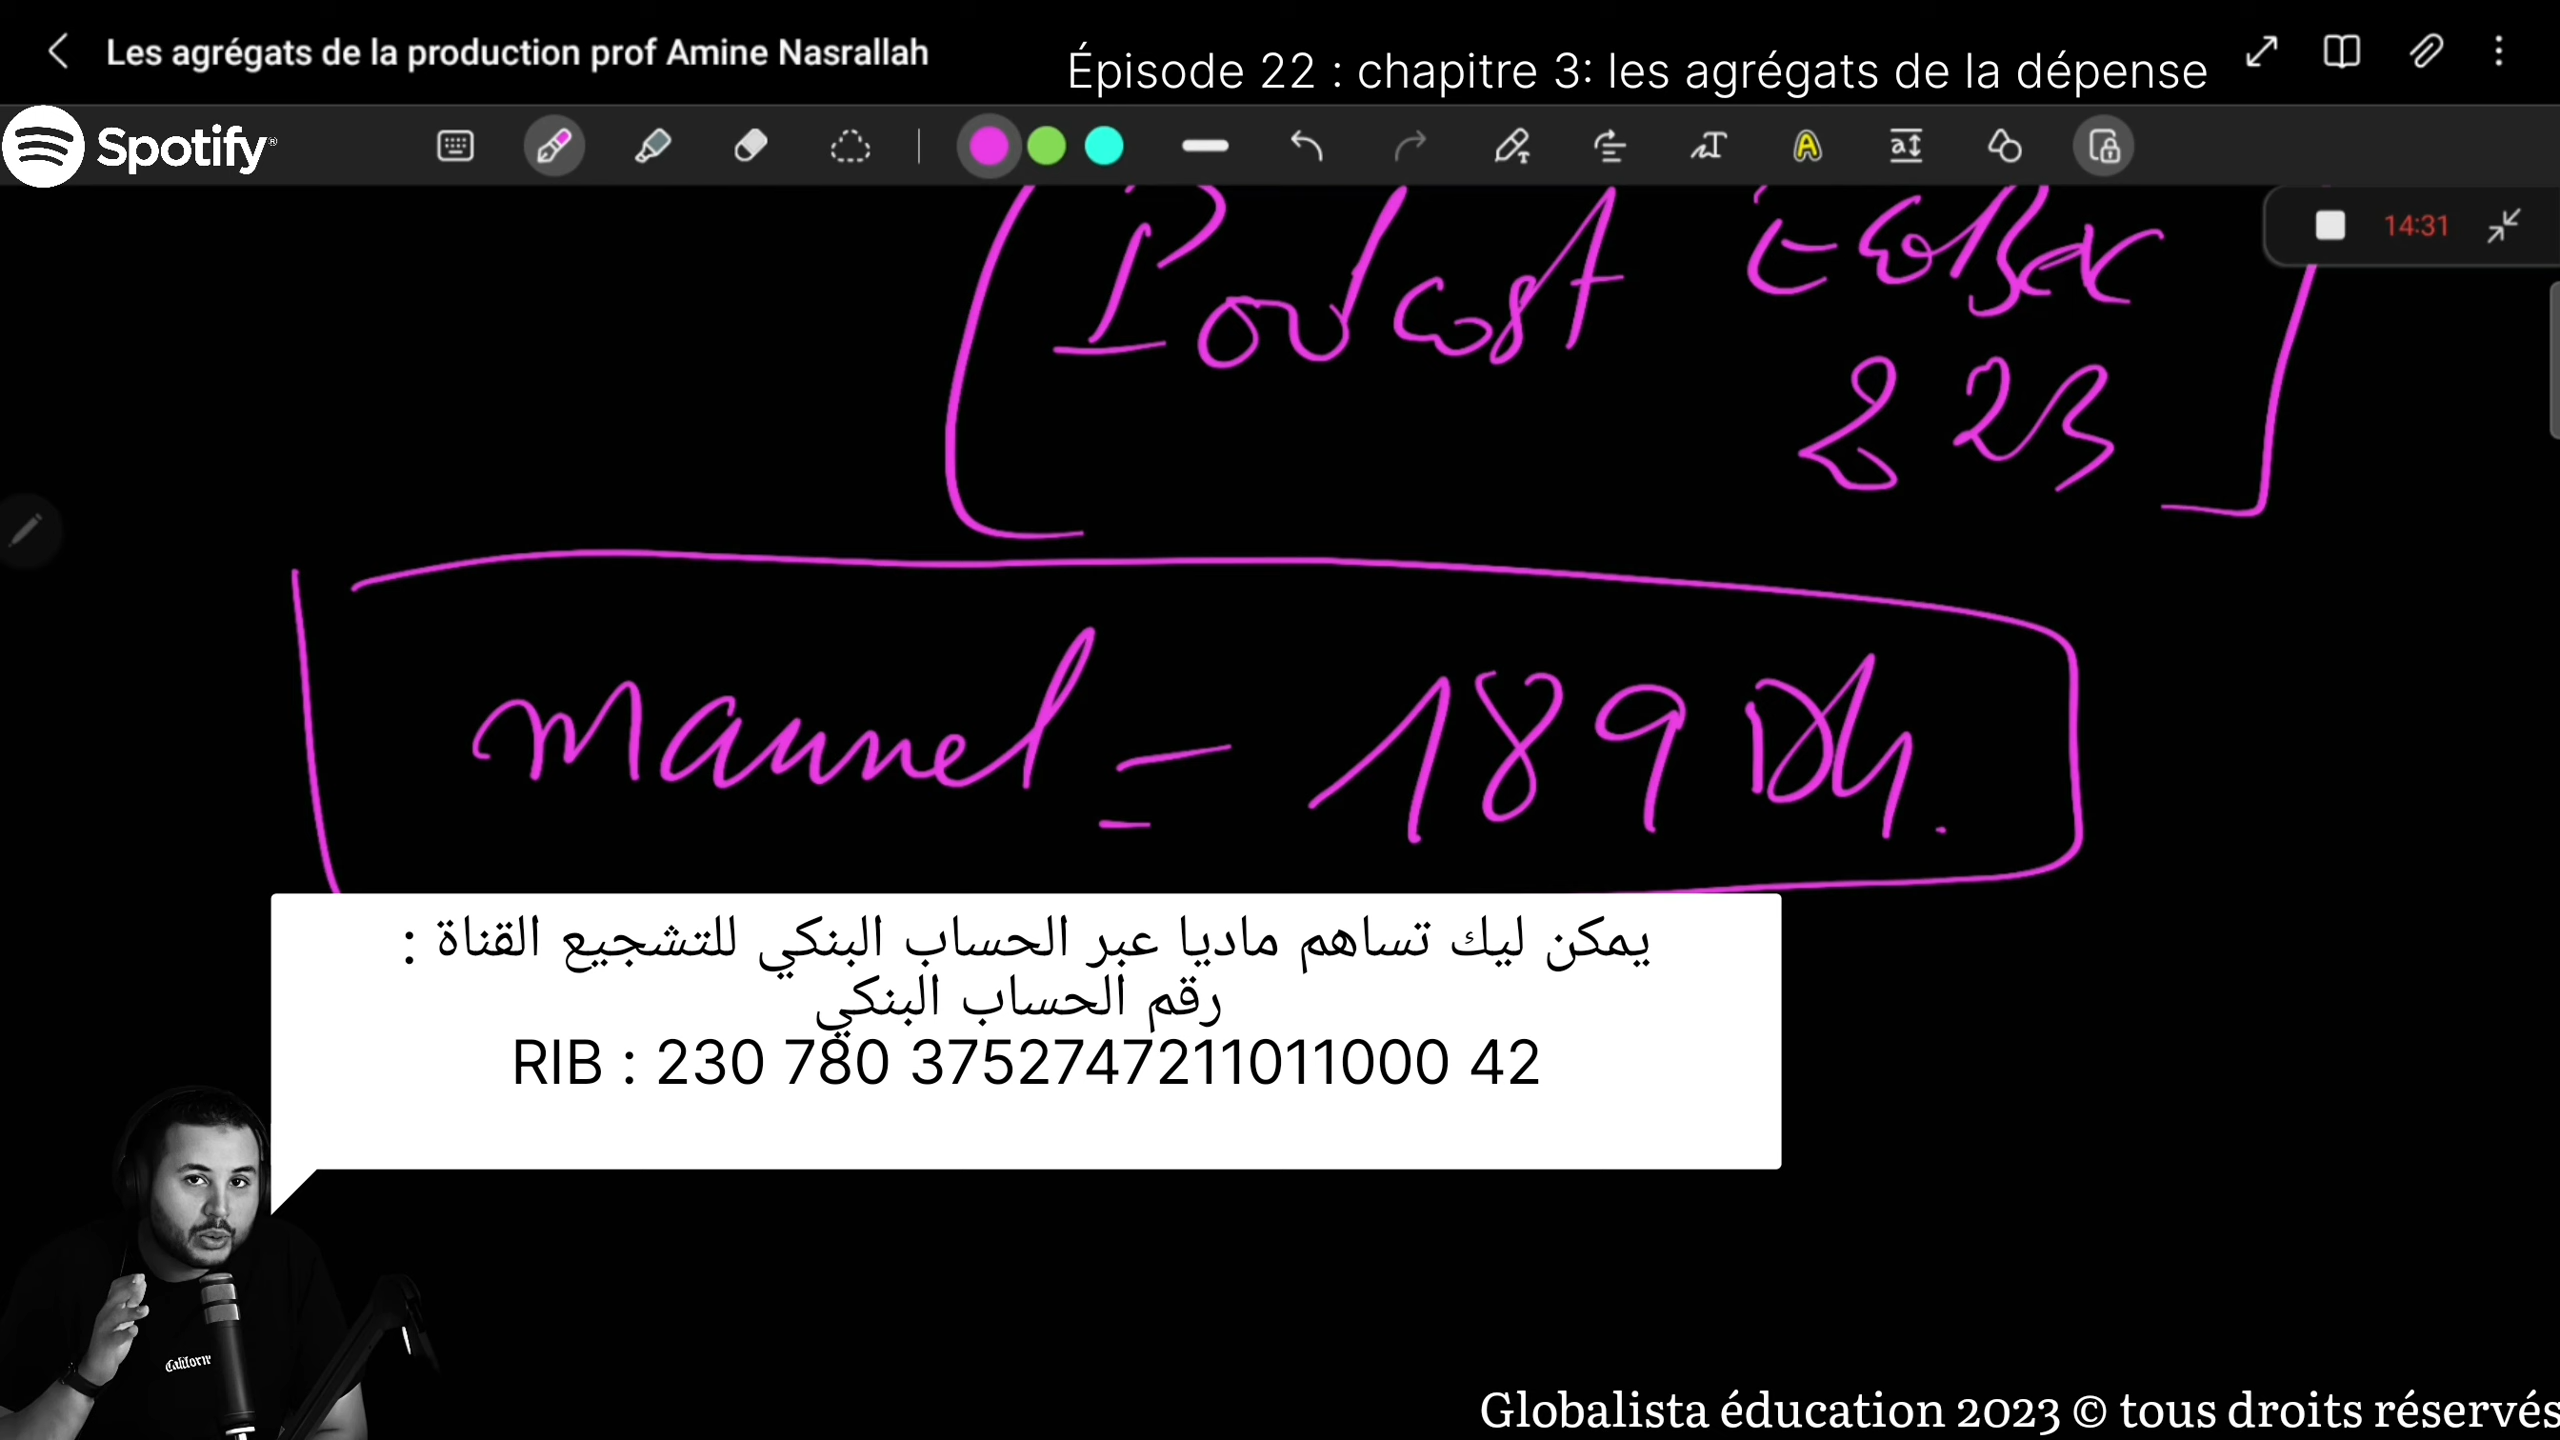 Les agrégats de la production prof Amine Nasrallah
Épisode 22 : chapitre 3: les agrégats de la dépense
Spotify
14:31
Podcast
manuel = 189 Dh.
يمكن ليك تساهم ماديا عبر الحساب البنكي للتشجيع القناة :
رقم الحساب البنكي
RIB : 230 780 3752747211011000 42
Globalista éducation 2023 © tous droits réservés